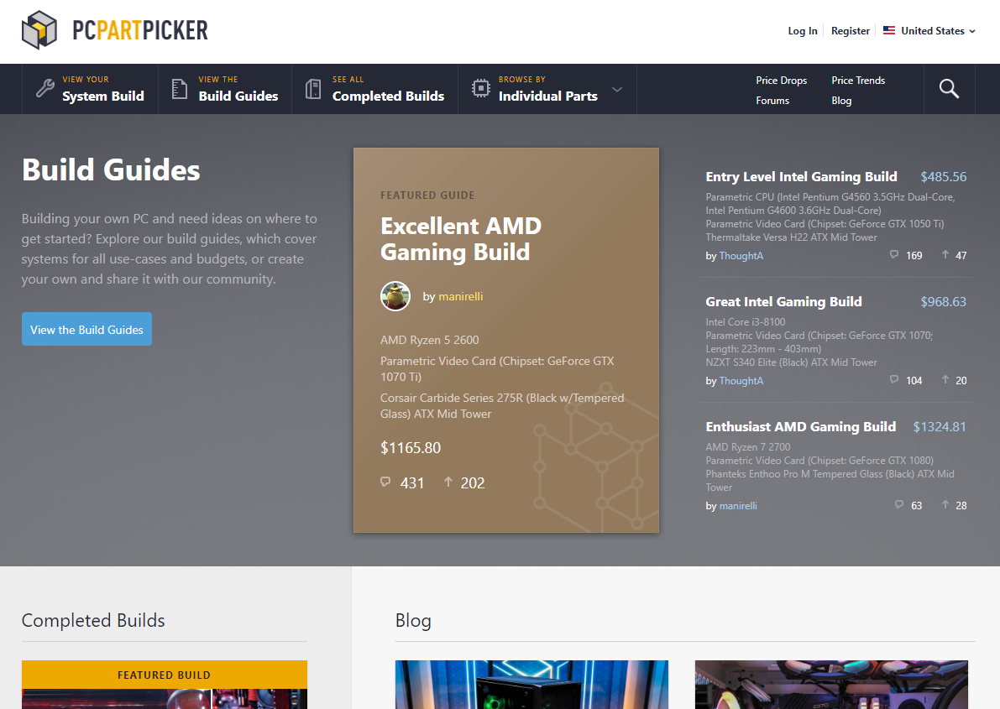 PCPARTPICKER
Log In
Register
United States
VIEW YOUR
System Build
VIEW THE
Build Guides
SEE ALL
Completed Builds
BROWSE BY
Individual Parts
Price Drops
Price Trends
Forums
Blog
Build Guides
Building your own PC and need ideas on where to
get started? Explore our build guides, which cover
systems for all use-cases and budgets, or create
your own and share it with our community.
View the Build Guides
FEATURED GUIDE
Excellent AMD
Gaming Build
by manirelli
AMD Ryzen 5 2600
Parametric Video Card (Chipset: GeForce GTX
1070 Ti)
Corsair Carbide Series 275R (Black w/Tempered
Glass) ATX Mid Tower
$1165.80
431 202
Entry Level Intel Gaming Build $485.56
Parametric CPU (Intel Pentium G4560 3.5GHz Dual-Core,
Intel Pentium G4600 3.6GHz Dual-Core)
Parametric Video Card (Chipset: GeForce GTX 1050 Ti)
Thermaltake Versa H22 ATX Mid Tower
by ThoughtA 169 47
Great Intel Gaming Build $968.63
Intel Core i3-8100
Parametric Video Card (Chipset: GeForce GTX 1070;
Length: 223mm - 403mm)
NZXT S340 Elite (Black) ATX Mid Tower
by ThoughtA 104 20
Enthusiast AMD Gaming Build $1324.81
AMD Ryzen 7 2700
Parametric Video Card (Chipset: GeForce GTX 1080)
Phanteks Enthoo Pro M Tempered Glass (Black) ATX Mid
Tower
by manirelli 63 28
Completed Builds
FEATURED BUILD
Blog